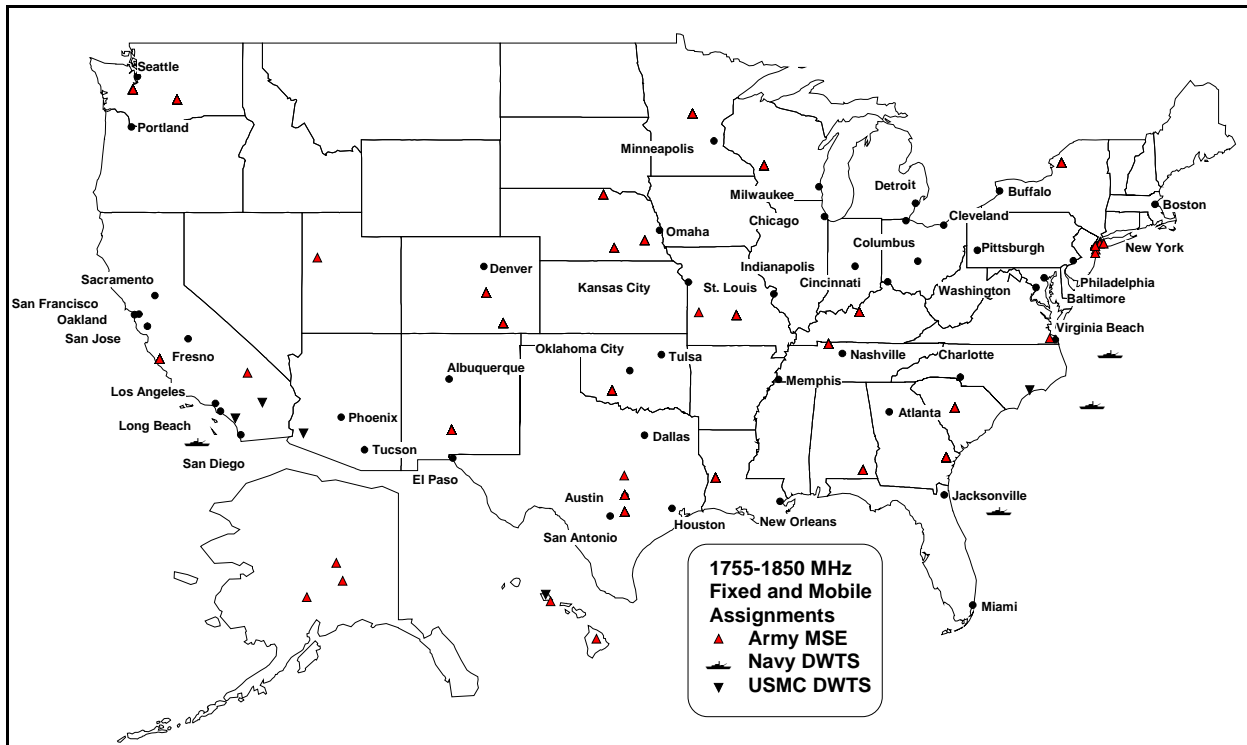 Seattle
Portland
Minneapolis
Milwaukee
Detroit
Buffalo
Boston
Chicago
Cleveland
Omaha
Columbus
Pittsburgh
New York
Sacramento
Denver
Indianapolis
San Francisco
Kansas City
St. Louis
Cincinnati
Washington
Philadelphia
Oakland
Baltimore
San Jose
Virginia Beach
Fresno
Oklahoma City
Tulsa
Nashville
Charlotte
Albuquerque
Los Angeles
Memphis
Long Beach
Phoenix
Atlanta
Tucson
Dallas
San Diego
El Paso
Austin
Jacksonville
Houston
New Orleans
San Antonio
Miami
1755-1850 MHz
Fixed and Mobile
Assignments
Army MSE
Navy DWTS
USMC DWTS